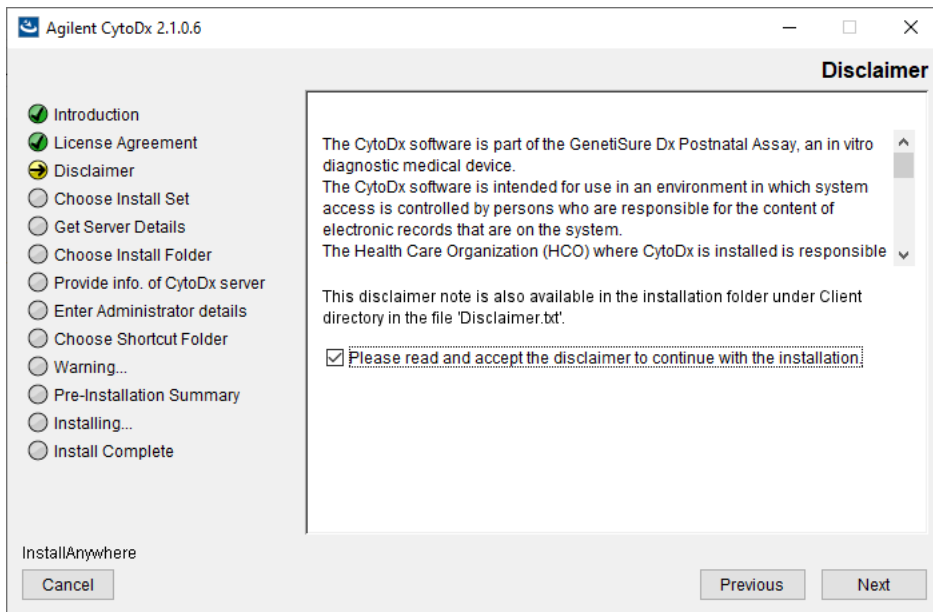 Agilent CytoDx 2.1.0.6
Disclaimer
Introduction
License Agreement
Disclaimer
Choose Install Set
Get Server Details
Choose Install Folder
Provide info. of CytoDx server
Enter Administrator details
Choose Shortcut Folder
Warning...
Pre-Installation Summary
Installing...
Install Complete
The CytoDx software is part of the GenetiSure Dx Postnatal Assay, an in vitro
diagnostic medical device.
The CytoDx software is intended for use in an environment in which system
access is controlled by persons who are responsible for the content of
electronic records that are on the system.
The Health Care Organization (HCO) where CytoDx is installed is responsible
This disclaimer note is also available in the installation folder under Client
directory in the file 'Disclaimer.txt'.
Please read and accept the disclaimer to continue with the installation.
InstallAnywhere
Cancel
Previous
Next